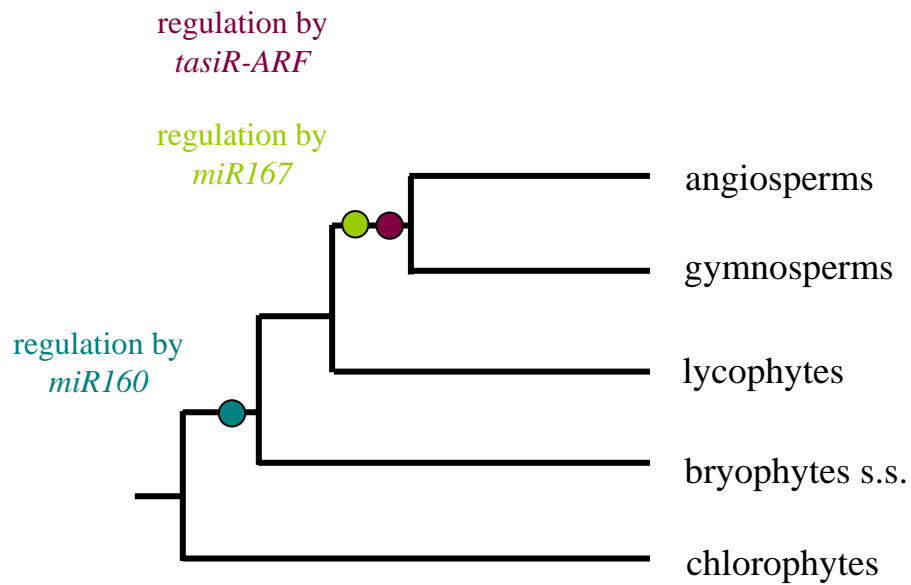 regulation by
tasiR-ARF
regulation by
miR167
angiosperms
gymnosperms
regulation by
miR160
lycophytes
bryophytes s.s.
chlorophytes